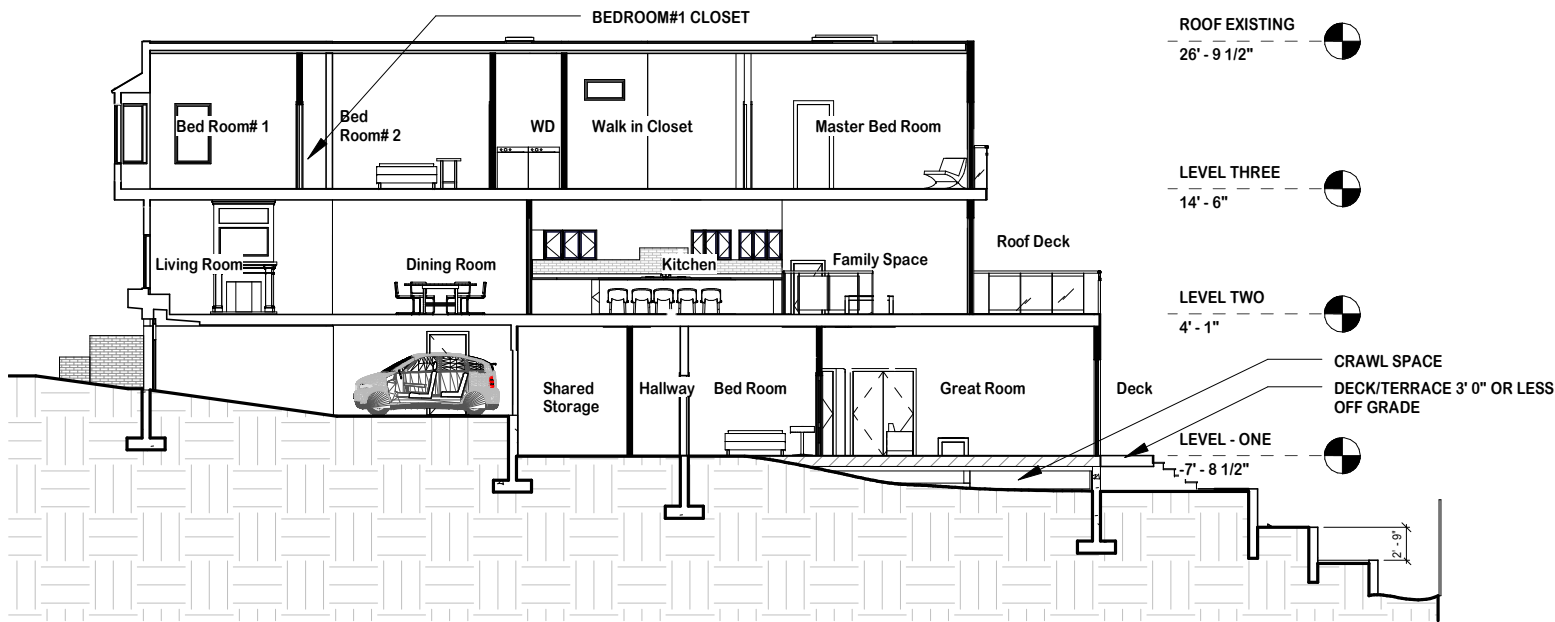 BEDROOM#1 CLOSET
ROOF EXISTING
26' - 9 1/2"
Bed Room# 1
Bed
Room# 2
WD
Walk in Closet
Master Bed Room
LEVEL THREE
14' - 6"
Living Room
Dining Room
Kitchen
Family Space
Roof Deck
LEVEL TWO
4' - 1"
Shared
Storage
Hallway
Bed Room
Great Room
Deck
CRAWL SPACE
DECK/TERRACE 3' 0" OR LESS
OFF GRADE
LEVEL - ONE
-7' - 8 1/2"
2' - 9"